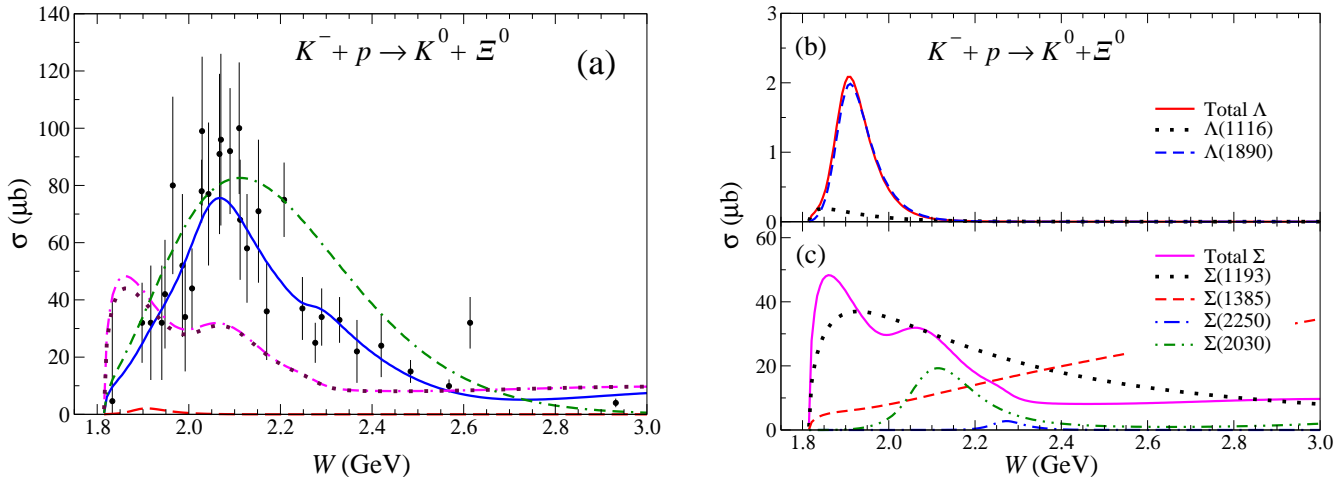 K⁻ + p → K⁰ + Ξ⁰
(a)
140
120
100
80
60
40
20
0
σ (μb)
1.8 2.0 2.2 2.4 2.6 2.8 3.0
W (GeV)
(b)
K⁻ + p → K⁰ + Ξ⁰
3
2
1
0
Total Λ
Λ(1116)
Λ(1890)
σ (μb)
(c)
60
40
20
0
Total Σ
Σ(1193)
Σ(1385)
Σ(2250)
Σ(2030)
1.8 2.0 2.2 2.4 2.6 2.8 3.0
W (GeV)